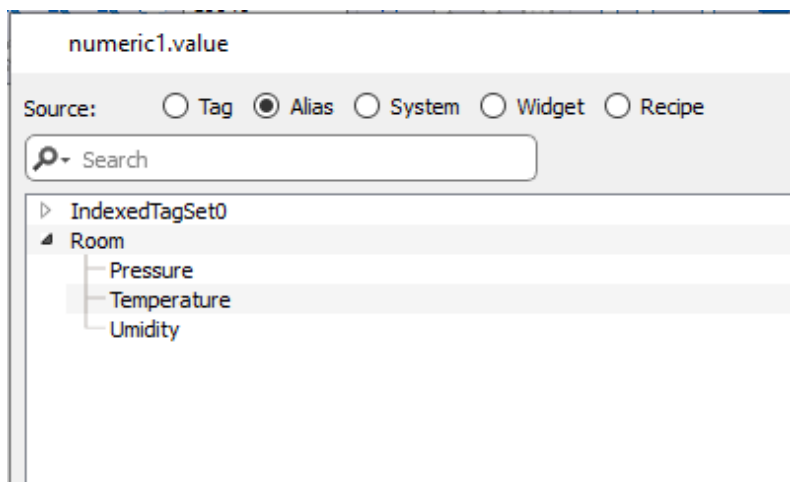 numeric1.value
Source: Tag Alias System Widget Recipe
Search
IndexedTagSet0
Room
Pressure
Temperature
Umidity